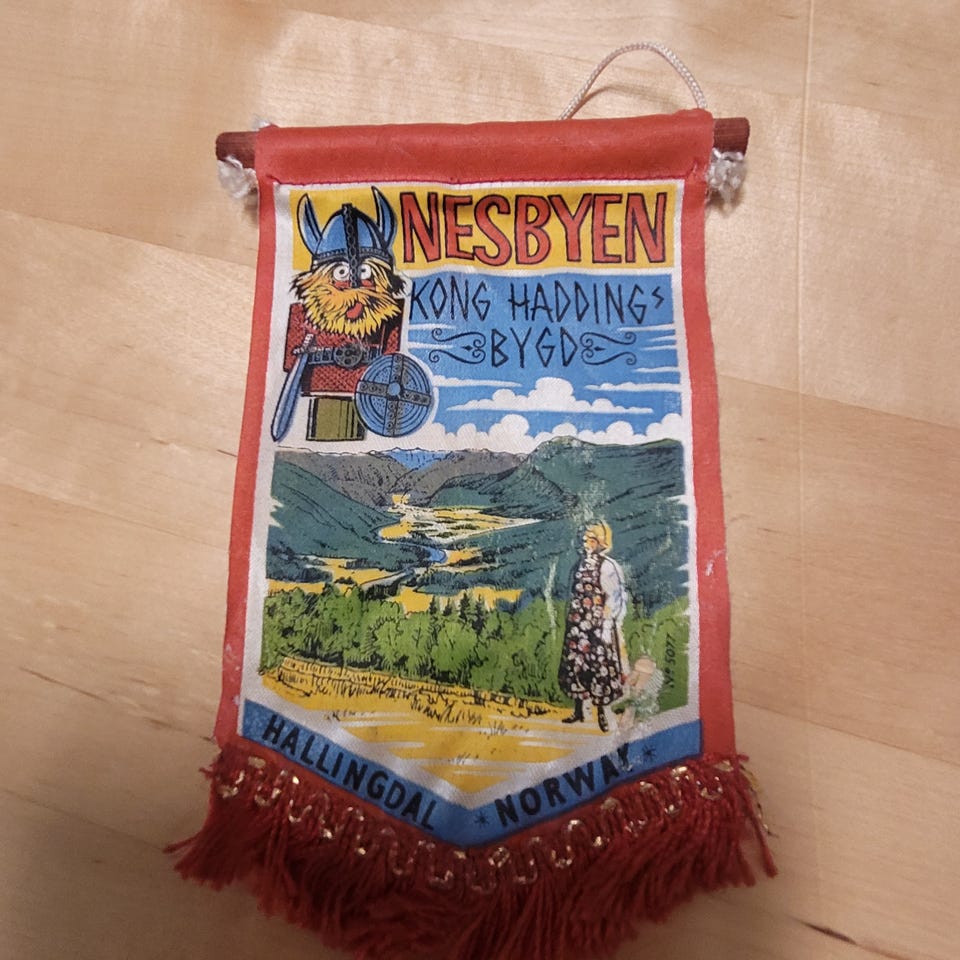 NESBYEN
KONG HADDINGS
BYGD
HALLINGDAL * NORWAY *